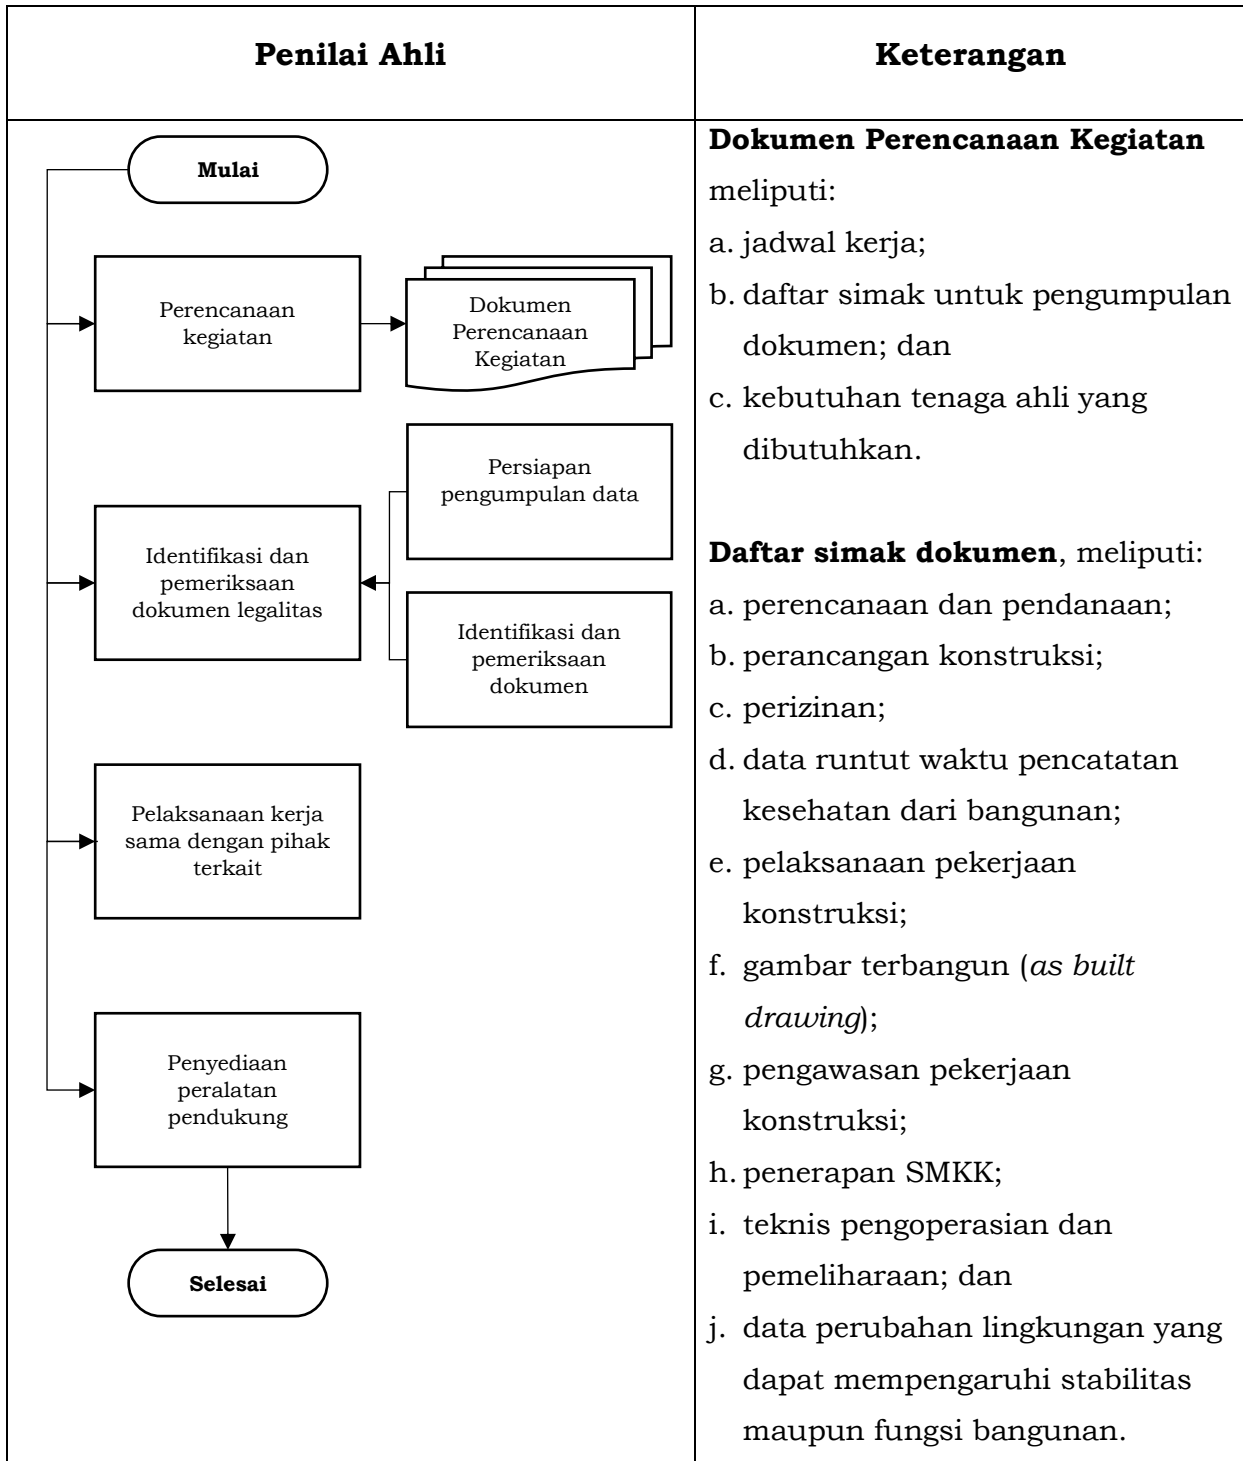 Penilai Ahli
Keterangan
Mulai
Perencanaan
kegiatan
Dokumen
Perencanaan
Kegiatan
Persiapan
pengumpulan data
Identifikasi dan
pemeriksaan
dokumen legalitas
Identifikasi dan
pemeriksaan
dokumen
Pelaksanaan kerja
sama dengan pihak
terkait
Penyediaan
peralatan
pendukung
Selesai
Dokumen Perencanaan Kegiatan
meliputi:
a. jadwal kerja;
b. daftar simak untuk pengumpulan
dokumen; dan
c. kebutuhan tenaga ahli yang
dibutuhkan.
Daftar simak dokumen, meliputi:
a. perencanaan dan pendanaan;
b. perancangan konstruksi;
c. perizinan;
d. data runtut waktu pencatatan
kesehatan dari bangunan;
e. pelaksanaan pekerjaan
konstruksi;
f. gambar terbangun (as built
drawing);
g. pengawasan pekerjaan
konstruksi;
h. penerapan SMKK;
i. teknis pengoperasian dan
pemeliharaan; dan
j. data perubahan lingkungan yang
dapat mempengaruhi stabilitas
maupun fungsi bangunan.